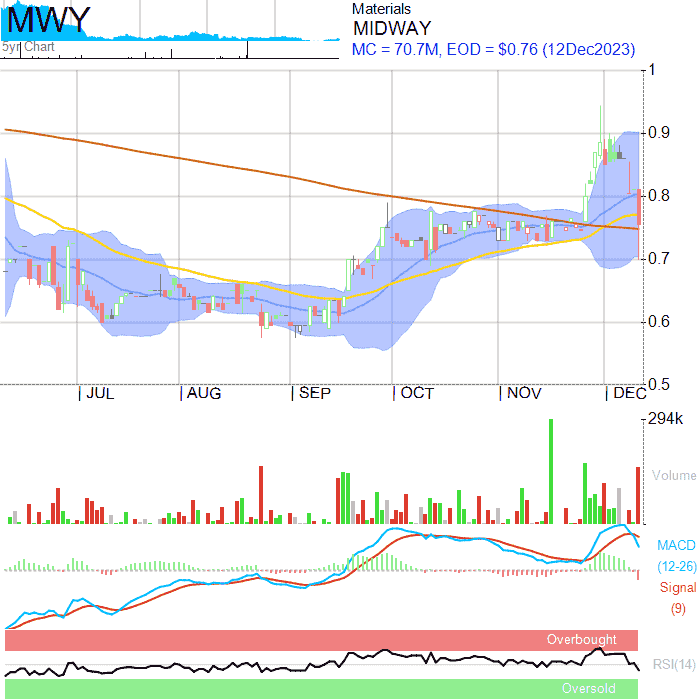 MWY
5yr Chart
Materials
MIDWAY
MC = 70.7M, EOD = $0.76 (12Dec2023)
1
0.9
0.8
0.7
0.6
0.5
JUL AUG SEP OCT NOV DEC
294k
Volume
MACD
(12-26)
Signal
(9)
Overbought
RSI(14)
Oversold